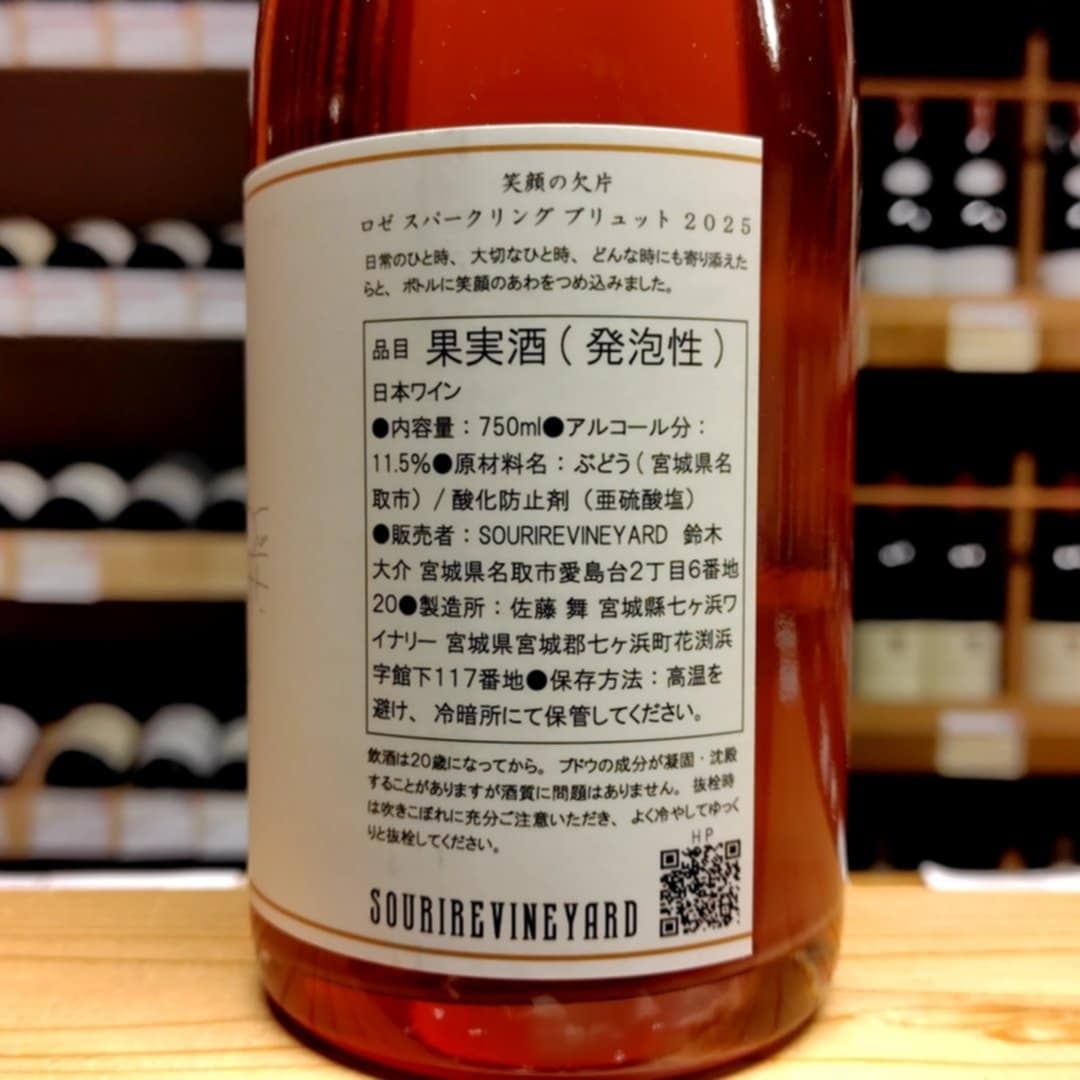 笑顔の欠片
ロゼ スパークリング ブリュット 2025
日常のひと時、大切なひと時、どんな時にも寄り添えた
らと、ボトルに笑顔のあわをつめ込みました。
品目 果実酒(発泡性)
日本ワイン
●内容量：750ml●アルコール分：
11.5%●原材料名：ぶどう(宮城県名
取市)/酸化防止剤（亜硫酸塩）
●販売者：SOURIREVINEYARD 鈴木
大介 宮城県名取市愛島台2丁目6番地
20●製造所：佐藤 舞 宮城縣七ヶ浜ワ
イナリー 宮城県宮城郡七ヶ浜町花渕浜
字館下117番地●保存方法：高温を
避け、冷暗所にて保管してください。
飲酒は20歳になってから。ブドウの成分が凝固・沈殿
することがありますが酒質に問題はありません。抜栓時
は吹きこぼれに充分ご注意いただき、よく冷やしてゆっく
りと抜栓してください。
HP
SOURIREVINEYARD